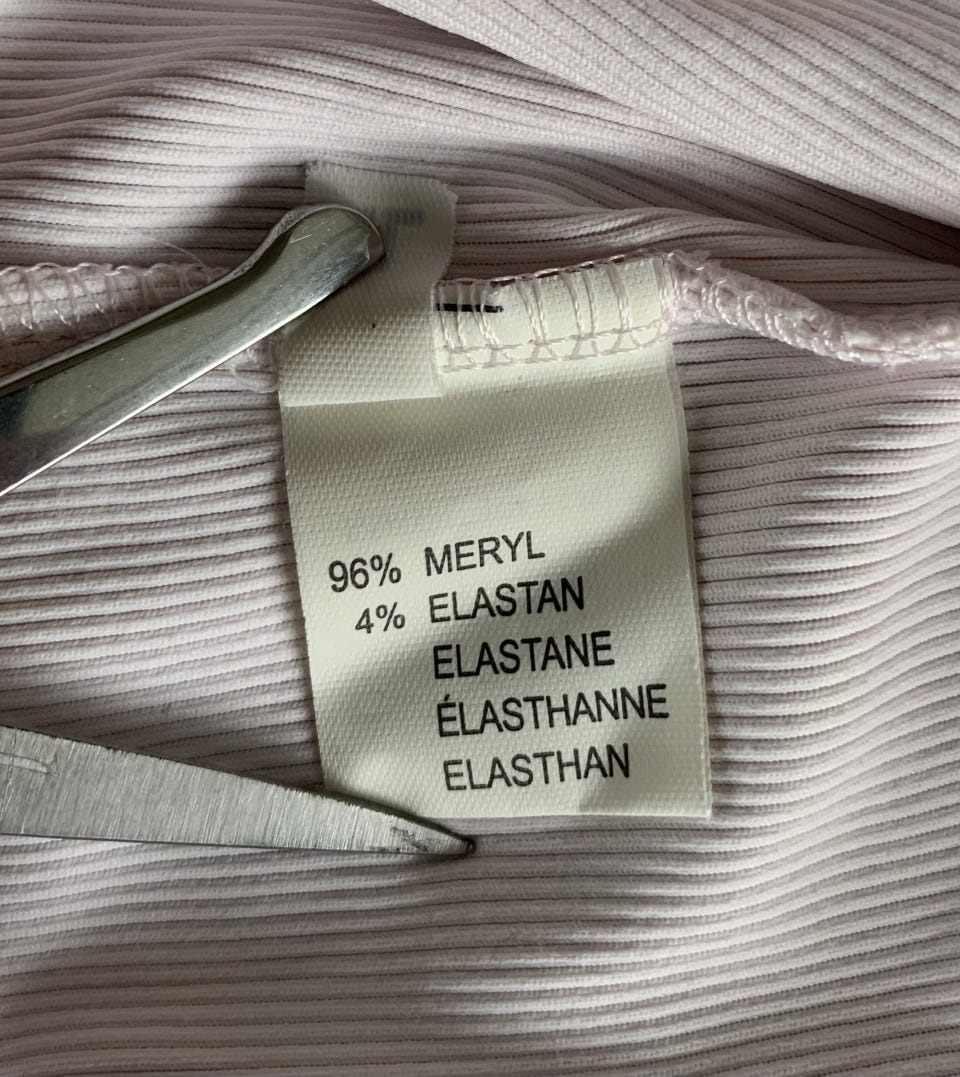 96% MERYL
4% ELASTAN
ELASTANE
ÉLASTHANNE
ELASTHAN